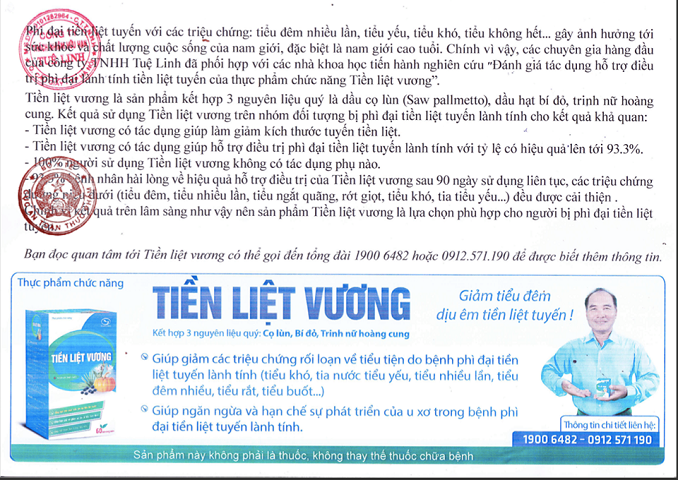 Phì đại tiền liệt tuyến với các triệu chứng: tiểu đêm nhiều lần, tiểu yếu, tiểu khó, tiểu không hết... gây ảnh hưởng tới
sức khoẻ và chất lượng cuộc sống của nam giới, đặc biệt là nam giới cao tuổi. Chính vì vậy, các chuyên gia hàng đầu
của công ty TNHH Tuệ Linh đã phối hợp với các nhà khoa học tiến hành nghiên cứu "Đánh giá tác dụng hỗ trợ điều
trị phì đại lành tính tiền liệt tuyến của thực phẩm chức năng Tiền liệt vương".
Tiền liệt vương là sản phẩm kết hợp 3 nguyên liệu quý là dầu cọ lùn (Saw pallmetto), dầu hạt bí đỏ, trinh nữ hoàng
cung. Kết quả sử dụng Tiền liệt vương trên nhóm đối tượng bị phì đại tiền liệt lành tính cho kết quả khả quan:
- Tiền liệt vương có tác dụng giúp làm giảm kích thước tuyến tiền liệt.
- Tiền liệt vương có tác dụng giúp hỗ trợ điều trị phì đại tiền liệt lành tính với tỷ lệ có hiệu quả lên tới 93.3%.
- 100% người sử dụng Tiền liệt vương không có tác dụng phụ nào.
bệnh nhân hài lòng về hiệu quả hỗ trợ điều trị của Tiền liệt vương sau 90 ngày sử dụng liên tục, các triệu chứng
dưới (tiểu đêm, tiểu nhiều lần, tiểu ngắt quãng, rớt giọt, tiểu khó, tia tiểu yếu...) đều được cải thiện .
kết quả trên lâm sàng như vậy nên sản phẩm Tiền liệt vương là lựa chọn phù hợp cho người bị phì đại tiền liệt
Bạn đọc quan tâm tới Tiền liệt vương có thể gọi đến tổng đài 1900 6482 hoặc 0912.571.190 để được biết thêm thông tin.
TUỆ LINH
Thực phẩm chức năng
TIỀN LIỆT VƯƠNG
Kết hợp 3 nguyên liệu quý: Cọ lùn, Bí đỏ, Trinh nữ hoàng cung
Giúp giảm các triệu chứng rối loạn về tiểu tiện do bệnh phì đại tiền
liệt tuyến lành tính (tiểu khó, tia nước tiểu yếu, tiểu nhiều lần, tiểu
đêm nhiều, tiểu rắt, tiểu buốt...)
Giúp ngăn ngừa và hạn chế sự phát triển của u xơ trong bệnh phì
đại tiền liệt tuyến lành tính.
Giảm tiểu đêm
dịu êm tiền liệt tuyến !
TIỀN LIỆT VƯƠNG
Thông tin chi tiết liên hệ:
1900 6482 - 0912 571 190
Sản phẩm này không phải là thuốc, không thay thế thuốc chữa bệnh